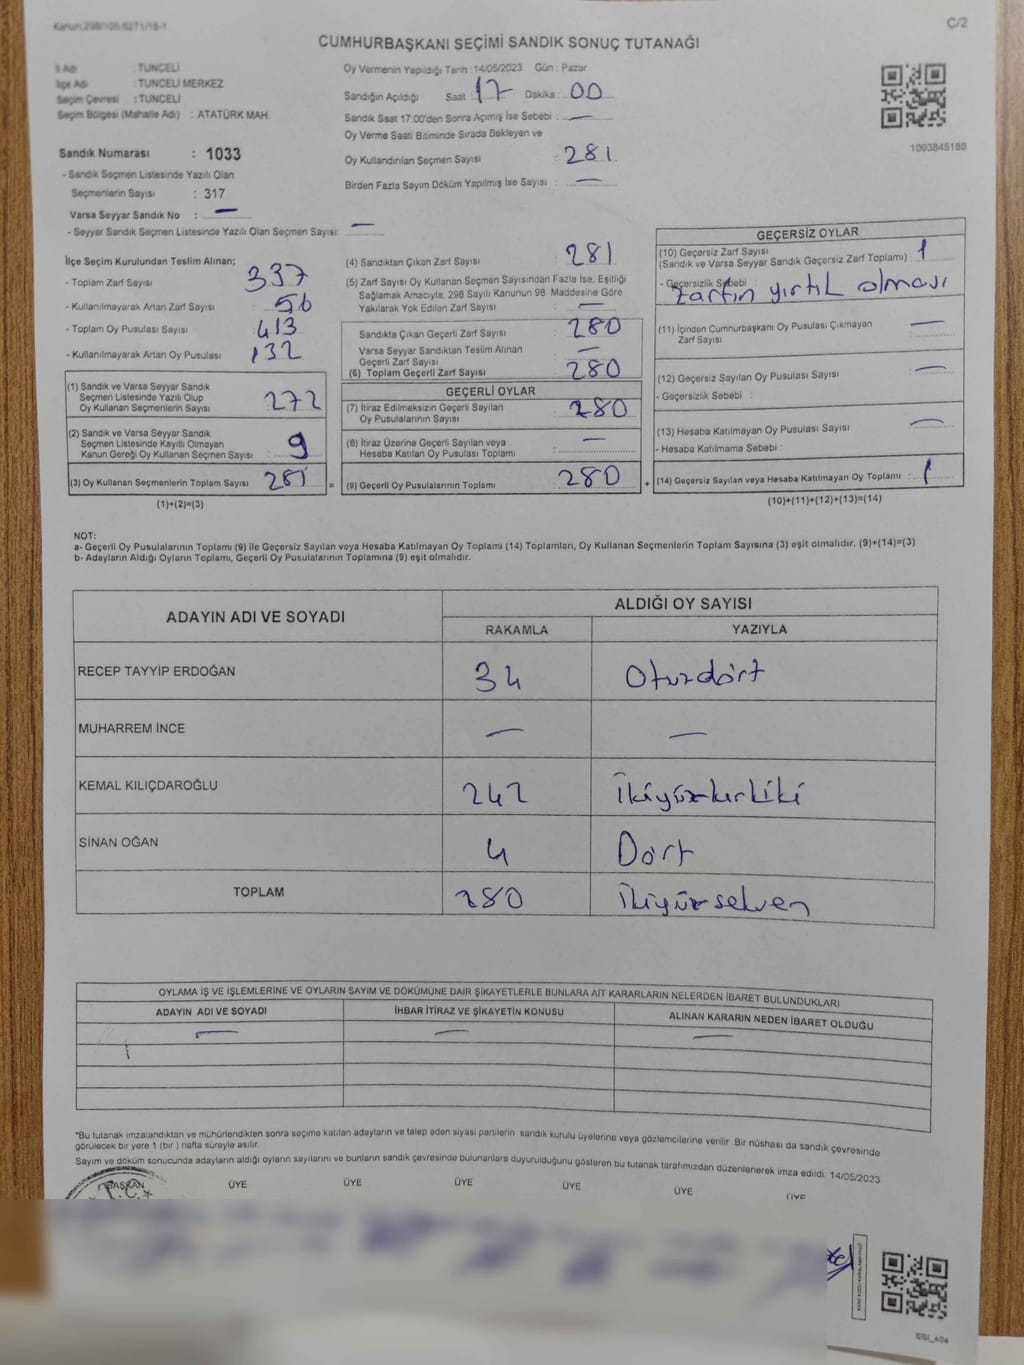 Kanun:298/105 6271/18-1
C/2
CUMHURBAŞKANI SEÇİMİ SANDIK SONUÇ TUTANAĞI
İl Adı : TUNCELİ
İlçe Adı : TUNCELİ MERKEZ
Seçim Çevresi : TUNCELİ
Seçim Bölgesi (Mahalle Adı) : ATATÜRK MAH.
Sandık Numarası : 1033
- Sandık Seçmen Listesinde Yazılı Olan
Seçmenlerin Sayısı : 317
Varsa Seyyar Sandık No : —
- Seyyar Sandık Seçmen Listesinde Yazılı Olan Seçmen Sayısı: —
Oy Vermenin Yapıldığı Tarih : 14/05/2023 Gün : Pazar
Sandığın Açıldığı Saat : 17 Dakika : 00
Sandık Saat 17:00'den Sonra Açılmış İse Sebebi : —
Oy Verme Saati Bitiminde Sırada Bekleyen ve
Oy Kullandırılan Seçmen Sayısı : 281
Birden Fazla Sayım Döküm Yapılmış İse Sayısı : —
1093845180
İlçe Seçim Kurulundan Teslim Alınan;
- Toplam Zarf Sayısı : 337
- Kullanılmayarak Artan Zarf Sayısı : 56
- Toplam Oy Pusulası Sayısı : 413
- Kullanılmayarak Artan Oy Pusulası : 132
(1) Sandık ve Varsa Seyyar Sandık
Seçmen Listesinde Yazılı Olup
Oy Kullanan Seçmenlerin Sayısı : 272
(2) Sandık ve Varsa Seyyar Sandık
Seçmen Listesinde Kayıtlı Olmayan
Kanun Gereği Oy Kullanan Seçmen Sayısı : 9
(3) Oy Kullanan Seçmenlerin Toplam Sayısı : 281 =
(1)+(2)=(3)
(4) Sandıktan Çıkan Zarf Sayısı : 281
(5) Zarf Sayısı Oy Kullanan Seçmen Sayısından Fazla İse, Eşitliği
Sağlamak Amacıyla, 298 Sayılı Kanunun 98. Maddesine Göre
Yakılarak Yok Edilen Zarf Sayısı : —
Sandıkta Çıkan Geçerli Zarf Sayısı : 280
Varsa Seyyar Sandıktan Teslim Alınan
Geçerli Zarf Sayısı : —
(6) Toplam Geçerli Zarf Sayısı : 280
GEÇERLİ OYLAR
(7) İtiraz Edilmeksizin Geçerli Sayılan
Oy Pusulalarının Sayısı : 280
(8) İtiraz Üzerine Geçerli Sayılan veya
Hesaba Katılan Oy Pusulası Toplamı : —
(9) Geçerli Oy Pusulalarının Toplamı : 280 +
GEÇERSİZ OYLAR
(10) Geçersiz Zarf Sayısı
(Sandık ve Varsa Seyyar Sandık Geçersiz Zarf Toplamı) : 1
- Geçersizlik Sebebi : Zarfın yırtık olması
(11) İçinden Cumhurbaşkanı Oy Pusulası Çıkmayan
Zarf Sayısı : —
(12) Geçersiz Sayılan Oy Pusulası Sayısı : —
- Geçersizlik Sebebi :
(13) Hesaba Katılmayan Oy Pusulası Sayısı : —
- Hesaba Katılmama Sebebi :
(14) Geçersiz Sayılan veya Hesaba Katılmayan Oy Toplamı : 1
(10)+(11)+(12)+(13)=(14)
NOT:
a- Geçerli Oy Pusulalarının Toplamı (9) ile Geçersiz Sayılan veya Hesaba Katılmayan Oy Toplamı (14) Toplamları, Oy Kullanan Seçmenlerin Toplam Sayısına (3) eşit olmalıdır. (9)+(14)=(3)
b- Adayların Aldığı Oyların Toplamı, Geçerli Oy Pusulalarının Toplamına (9) eşit olmalıdır.
ADAYIN ADI VE SOYADI ALDIĞI OY SAYISI
RAKAMLA YAZIYLA
RECEP TAYYİP ERDOĞAN 34 Otuzdört
MUHARREM İNCE — —
KEMAL KILIÇDAROĞLU 242 İkiyüzkırkiki
SİNAN OĞAN 4 Dört
TOPLAM 280 İkiyüzseksen
OYLAMA İŞ VE İŞLEMLERİNE VE OYLARIN SAYIM VE DÖKÜMÜNE DAİR ŞİKAYETLERLE BUNLARA AİT KARARLARIN NELERDEN İBARET BULUNDUKLARI
ADAYIN ADI VE SOYADI İHBAR İTİRAZ VE ŞİKAYETİN KONUSU ALINAN KARARIN NEDEN İBARET OLDUĞU
— — —
*Bu tutanak imzalandıktan ve mühürlendikten sonra seçime katılan adayların ve talep eden siyasi partilerin sandık kurulu üyelerine veya gözlemcilerine verilir. Bir nüshası da sandık çevresinde
görülecek bir yere 1 (bir ) hafta süreyle asılır.
Sayım ve döküm sonucunda adayların aldığı oyların sayılarını ve bunların sandık çevresinde bulunanlara duyurulduğunu gösteren bu tutanak tarafımızdan düzenlenerek imza edildi. 14/05/2023
BAŞKAN ÜYE ÜYE ÜYE ÜYE ÜYE ÜYE
T.C.